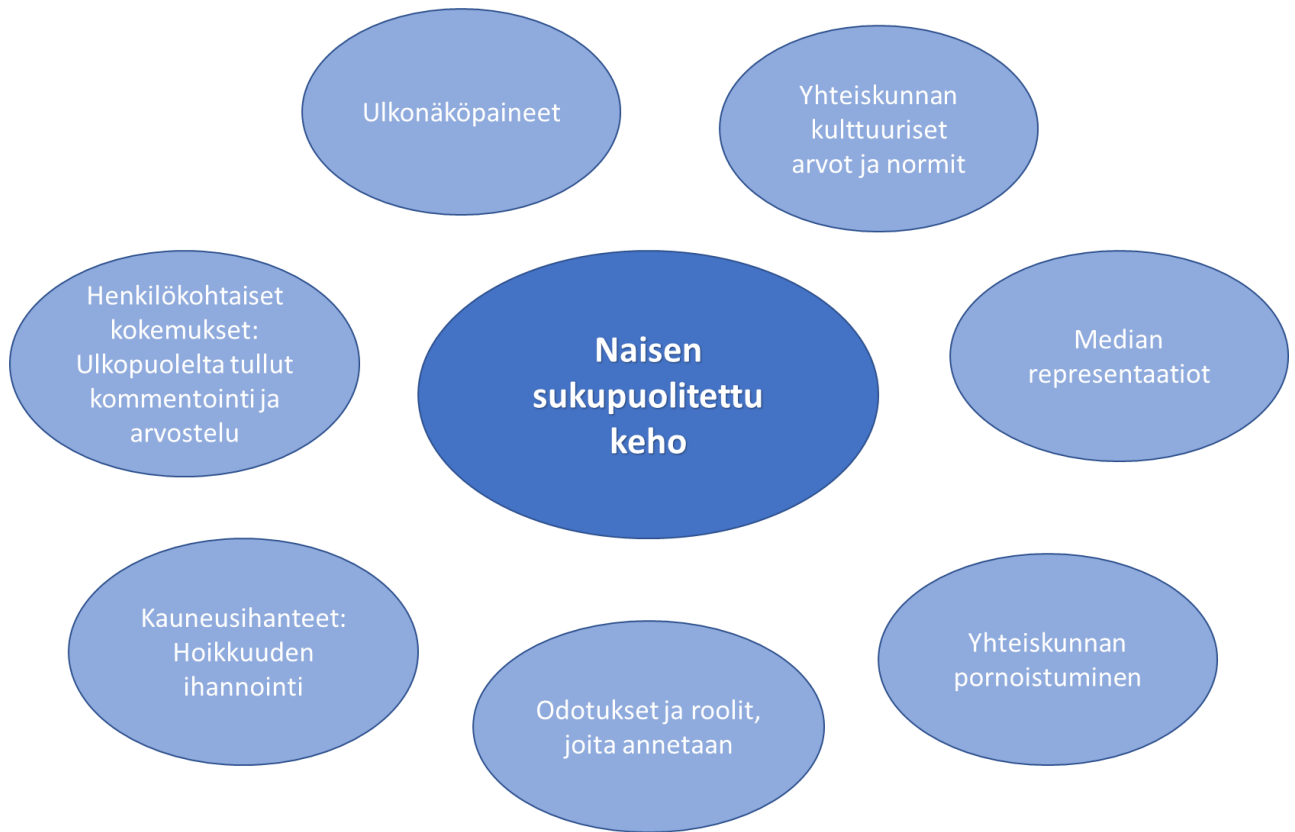 Ulkonäköpaineet
Yhteiskunnan
kulttuuriset
arvot ja normit
Henkilökohtaiset
kokemukset:
Ulkopuolelta tullut
kommentointi ja
arvostelu
Naisen
sukupuolitettu
keho
Median
representaatiot
Kauneusihanteet:
Hoikkuuden
ihannointi
Odotukset ja roolit,
joita annetaan
Yhteiskunnan
pornoistuminen